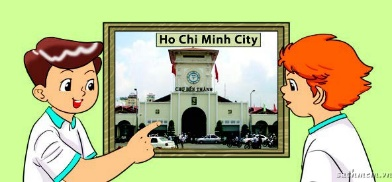 Ho Chi Minh City
CHỢ BẾN THÀNH
sachmem.vn